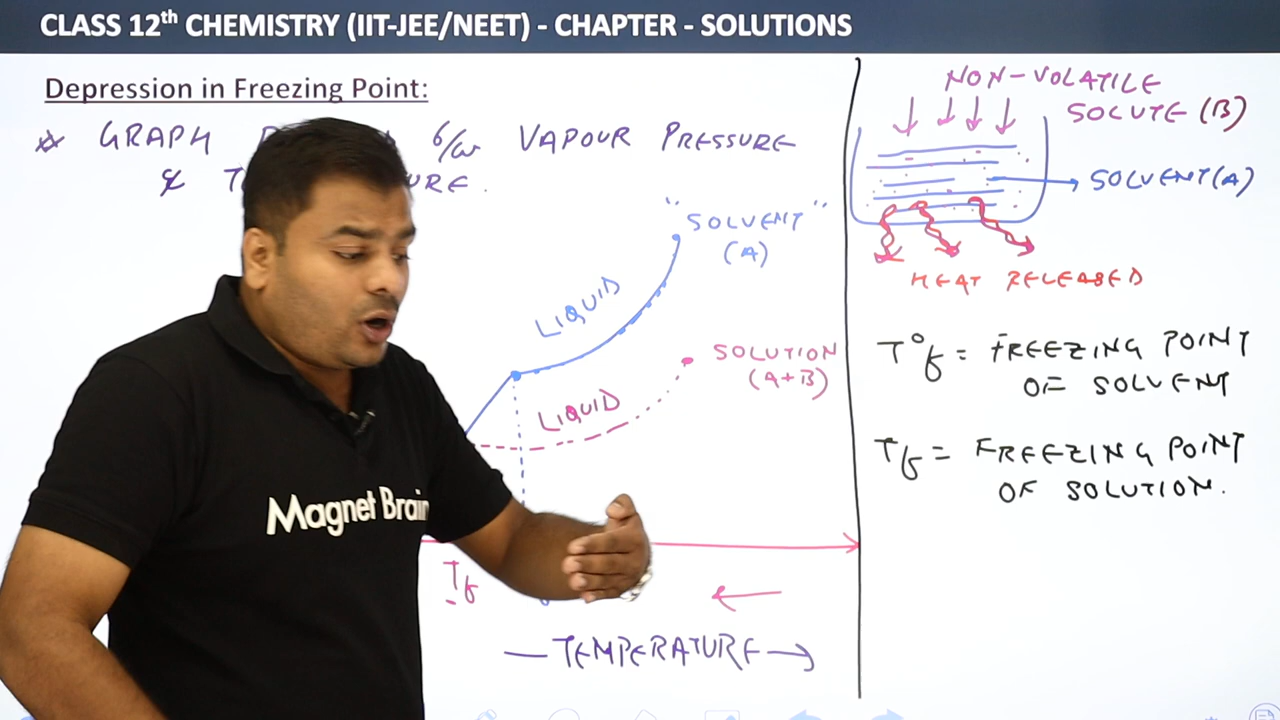 CLASS 12th CHEMISTRY (IIT-JEE/NEET) - CHAPTER - SOLUTIONS
Depression in Freezing Point:
GRAPH b/w VAPOUR PRESSURE
&
"SOLVENT"
(A)
LIQUID
SOLUTION
(A+B)
LIQUID
Tf
TEMPERATURE
Magnet Brain
NON-VOLATILE
SOLUTE (B)
SOLVENT (A)
HEAT RELEASED
T°f = FREEZING POINT
OF SOLVENT
Tf = FREEZING POINT
OF SOLUTION.